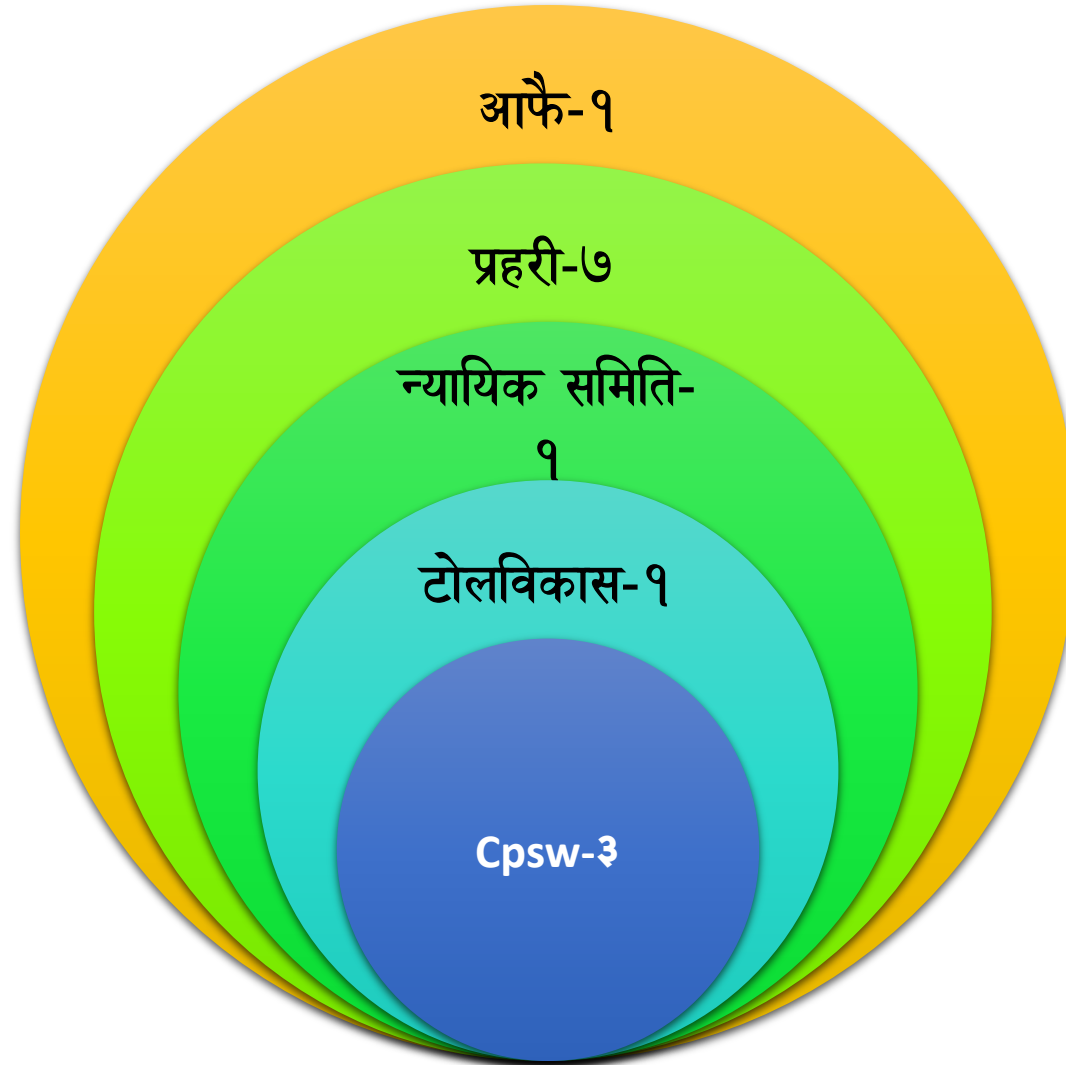 आफै-१
प्रहरी-७
न्यायिक समिति-
१
टोलविकास-१
Cpsw-३